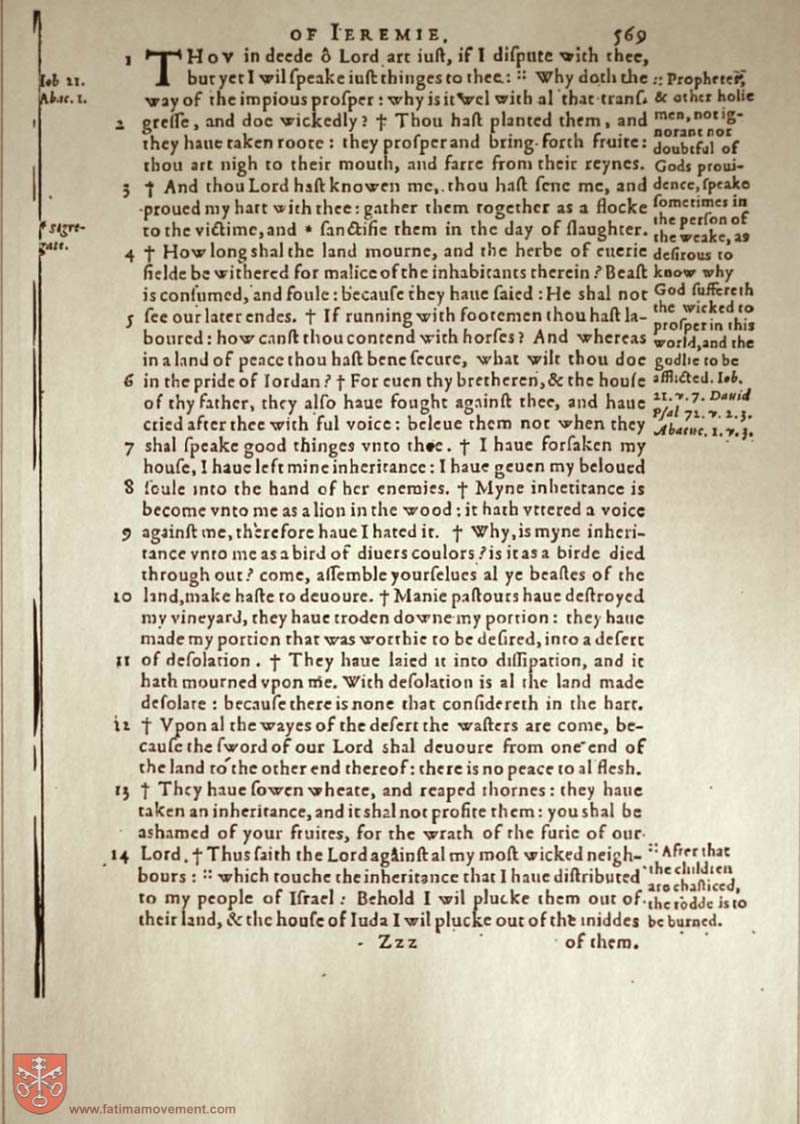 OF IEREMIE. 569
1 THOV in deede ô Lord art iuſt, if I diſpute with thee,
but yet I wil ſpeake iuſt thinges to thee: :: Why doth the
way of the impious proſper: why is it wel with al that tranſ-
2 greſſe, and doe wickedly? † Thou haſt planted them, and
they haue taken roote: they proſper and bring forth fruite:
thou art nigh to their mouth, and farre from their reynes.
3 † And thou Lord haſt knowen me, thou haſt ſene me, and
proued my hart with thee: gather them together as a flocke
to the victime, and * ſanctifie them in the day of ſlaughter.
4 † How long ſhal the land mourne, and the herbe of euerie
fielde be withered for malice of the inhabitants therein? Beaſt
is conſumed, and foule: becauſe they haue ſaied: He shal not
5 ſee our later endes. † If running with footemen thou haſt la-
boured: how canſt thou contend with horſes? And whereas
in a land of peace thou haſt bene ſecure, what wilt thou doe
6 in the pride of Iordan? † For euen thy bretheren, & the houſe
of thy father, they alſo haue fought againſt thee, and haue
cried after thee with ful voice: beleue them not when they
7 shal ſpeake good thinges vnto thee. † I haue forſaken my
houſe, I haue left mine inheritance: I haue geuen my beloued
8 ſoule into the hand of her enemies. † Myne inheritance is
become vnto me as a lion in the wood: it hath vttered a voice
9 againſt me, therefore haue I hated it. † Why, is myne inheri-
tance vnto me as a bird of diuers coulors? is it as a birde died
through out? come, aſſemble yourſelues al ye beaſtes of the
10 land, make haſte to deuoure. † Manie paſtours haue deſtroyed
my vineyard, they haue troden downe my portion: they haue
made my portion that was worthie to be deſired, into a deſert
11 of deſolation. † They haue laied it into diſſipation, and it
hath mourned vpon me. With deſolation is al the land made
deſolate: becauſe there is none that conſidereth in the hart.
12 † Vpon al the wayes of the deſert the waſters are come, be-
cauſe the ſword of our Lord shal deuoure from one end of
the land to the other end thereof: there is no peace to al flesh.
13 † They haue ſowen wheate, and reaped thornes: they haue
taken an inheritance, and it shal not profite them: you shal be
ashamed of your fruites, for the wrath of the furie of our
14 Lord. † Thus ſaith the Lord againſt al my moſt wicked neigh-
bours: :: which touche the inheritance that I haue diſtributed
to my people of Iſrael: Behold I wil plucke them out of
their land, & the houſe of Iuda I wil plucke out of the middes
Zzz of them.
Iob 21.
Abac. 1.
* segre-
gate.
:: Prophetes,
& other holie
men, not ig-
norant nor
doubtful of
Gods proui-
dence, ſpeake
ſometimes in
the perſon of
the weake, as
deſirous to
know why
God ſuffereth
the wicked to
proſper in this
world, and the
godlie to be
afflicted. Iob.
21. v. 7. Dauid
Pſal 72. v. 2. 3.
Abacuc. 1. v. 3.
:: After that
the children
are chaſticed,
the rodde is to
be burned.
www.fatimamovement.com